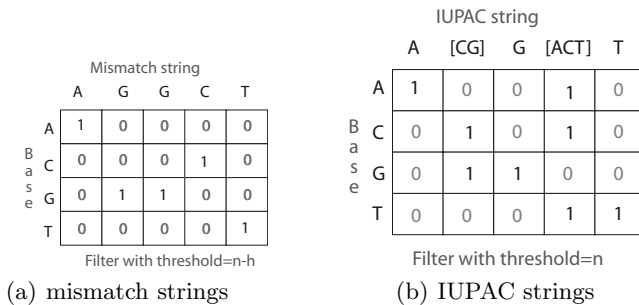 Mismatch string
A G G C T
Base
A 1 0 0 0 0
C 0 0 0 1 0
G 0 1 1 0 0
T 0 0 0 0 1
Filter with threshold=n-h
(a) mismatch strings
IUPAC string
A [CG] G [ACT] T
Base
A 1 0 0 1 0
C 0 1 0 1 0
G 0 1 1 0 0
T 0 0 0 1 1
Filter with threshold=n
(b) IUPAC strings